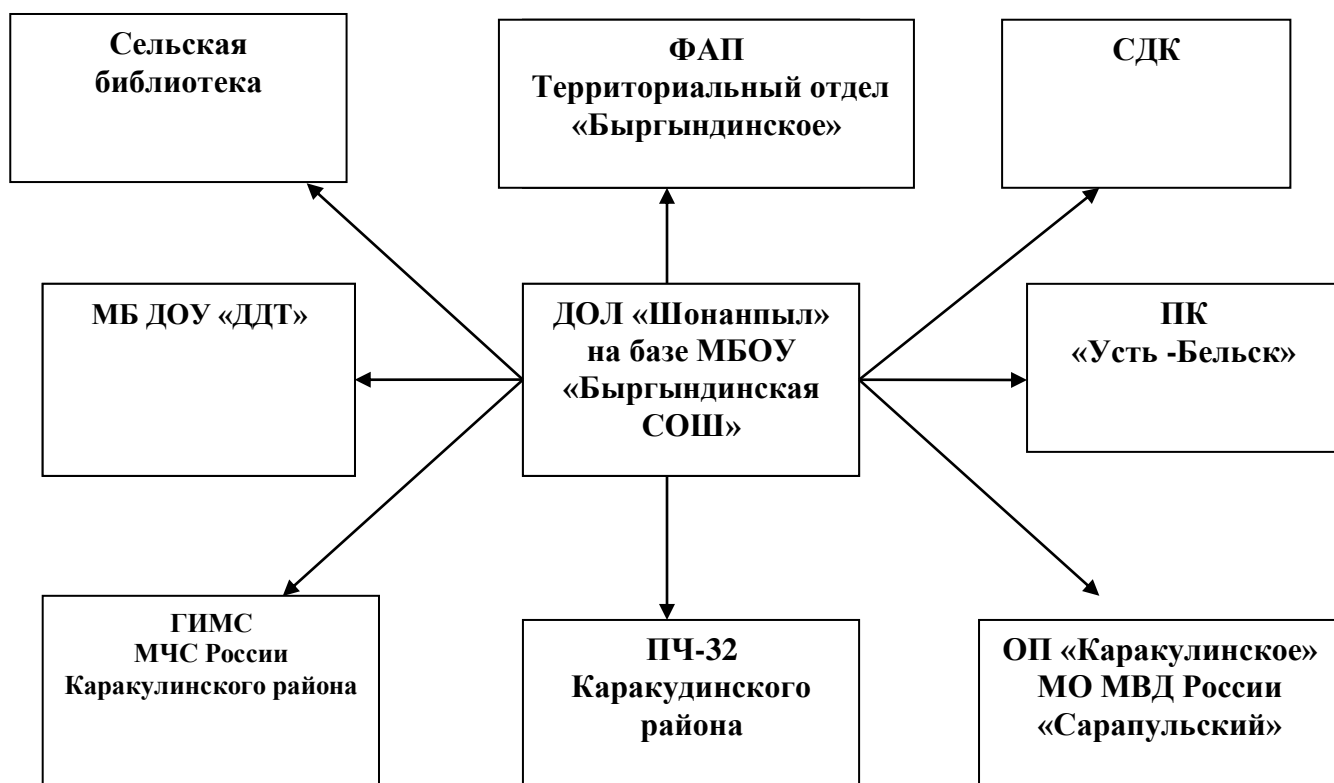 Сельская
библиотека
ФАП
Территориальный отдел
«Быргындинское»
СДК
МБ ДОУ «ДДТ»
ДОЛ «Шонанпыл»
на базе МБОУ
«Быргындинская
СОШ»
ПК
«Усть -Бельск»
ГИМС
МЧС России
Каракулинского района
ПЧ-32
Каракудинского
района
ОП «Каракулинское»
МО МВД России
«Сарапульский»